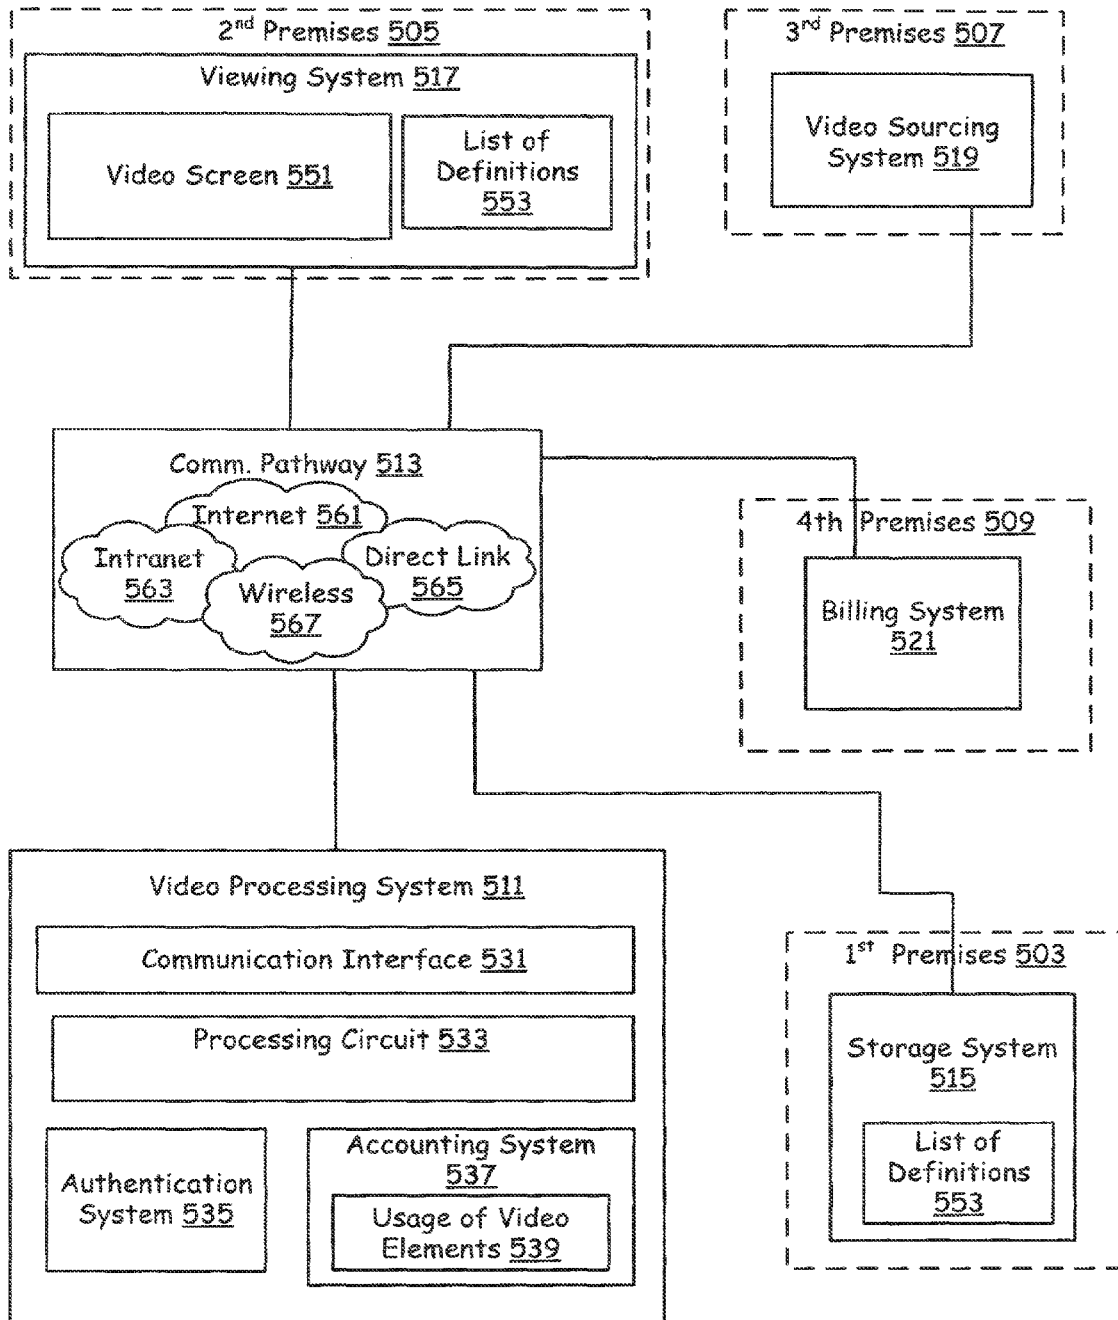 2nd Premises 505
Viewing System 517
Video Screen 551
List of
Definitions
553
3rd Premises 507
Video Sourcing
System 519
Comm. Pathway 513
Internet 561
Intranet
563
Direct Link
565
Wireless
567
4th Premises 509
Billing System
521
Video Processing System 511
Communication Interface 531
Processing Circuit 533
Authentication
System 535
Accounting System
537
Usage of Video
Elements 539
1st Premises 503
Storage System
515
List of
Definitions
553